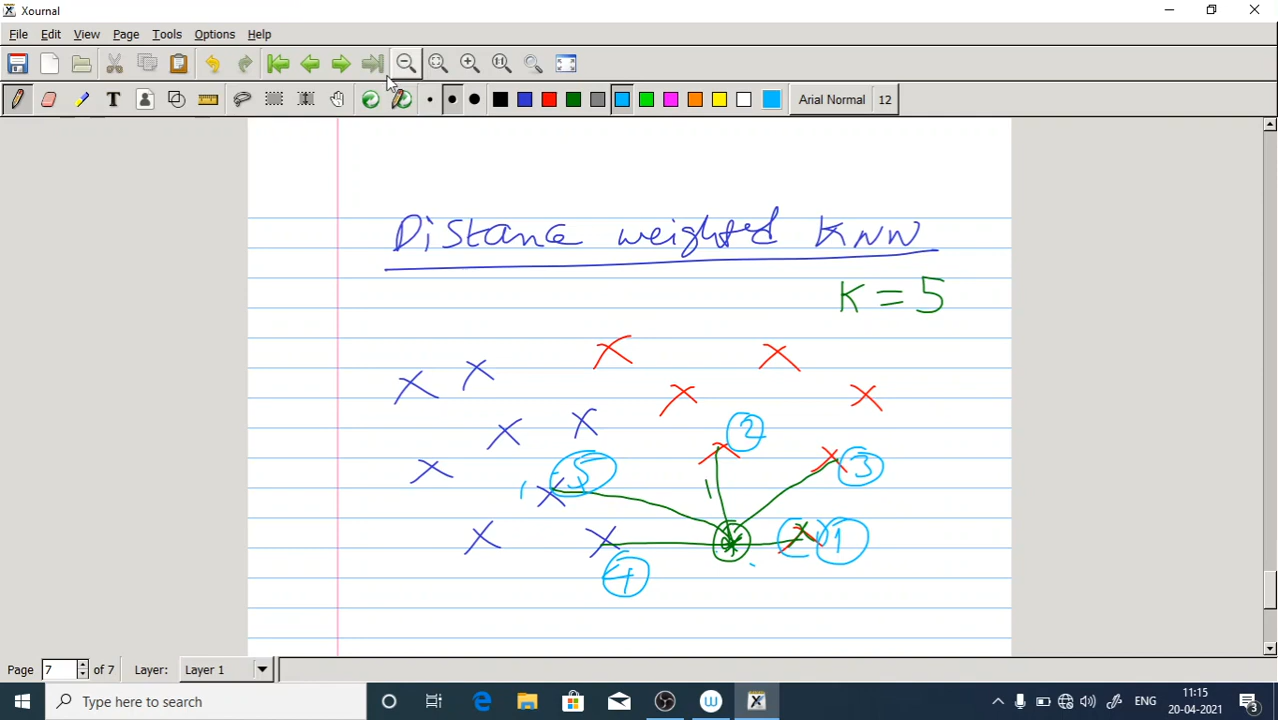 Xournal
File Edit View Page Tools Options Help
Arial Normal 12
Distance weighted KNN
K = 5
2
5
3
1
4
Page 7 of 7 Layer: Layer 1
Type here to search
ENG
11:15
20-04-2021
3